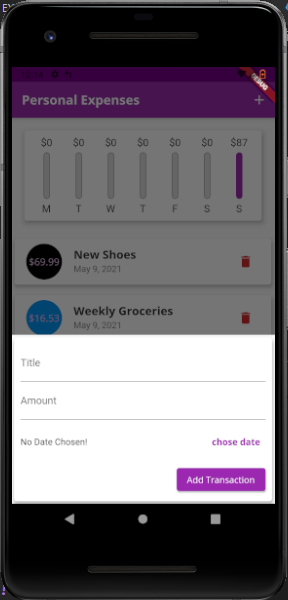 DEBUG
Personal Expenses +
$0 $0 $0 $0 $0 $0 $87
M T W T F S S
$69.99 New Shoes
May 9, 2021
$16.53 Weekly Groceries
May 9, 2021
Title
Amount
No Date Chosen! chose date
Add Transaction